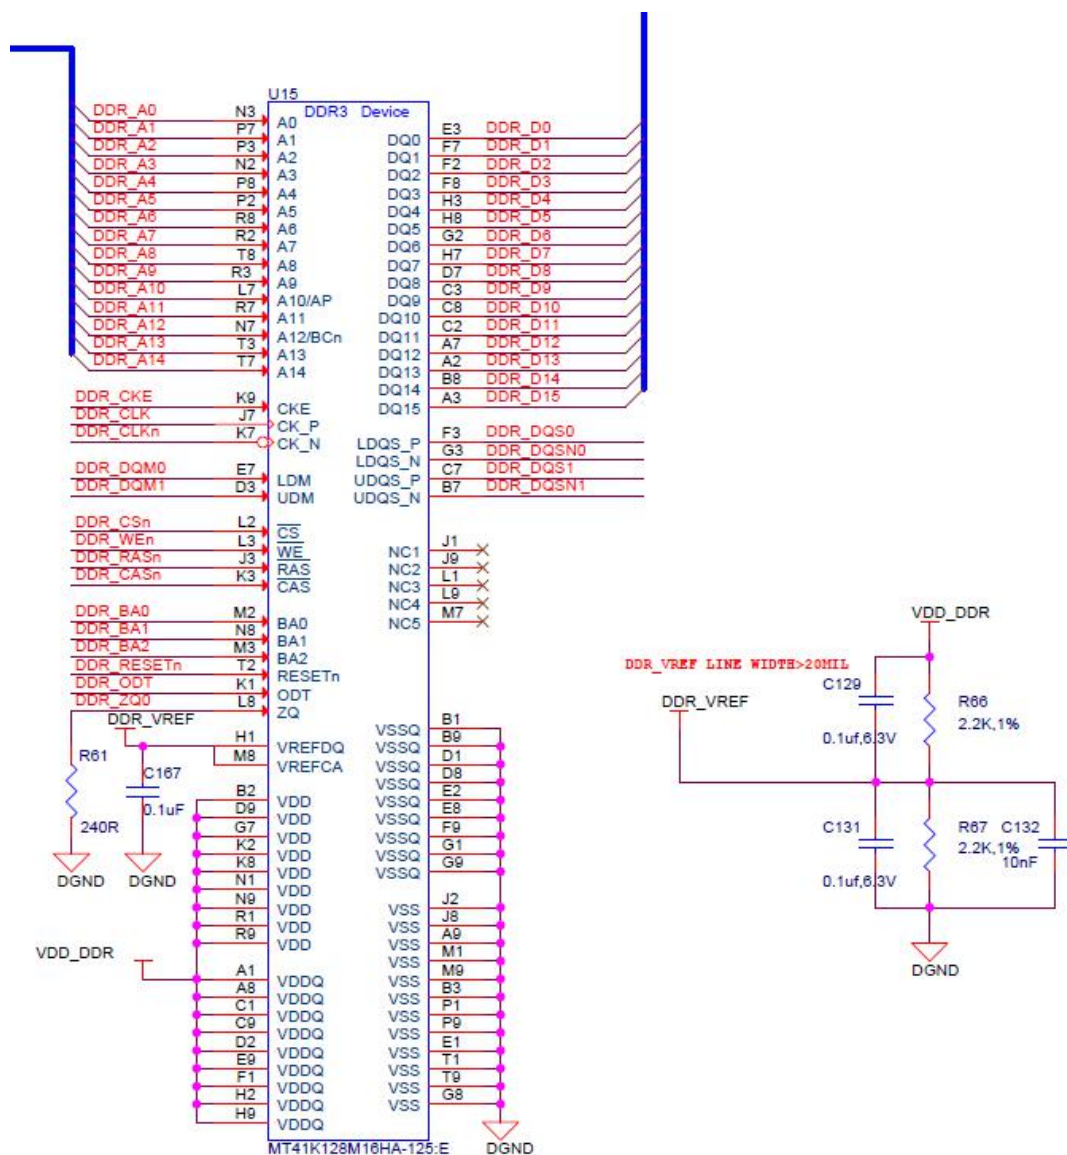 U15
DDR3 Device
DDR_A0 N3 A0
DDR_A1 P7 A1
DDR_A2 P3 A2
DDR_A3 N2 A3
DDR_A4 P8 A4
DDR_A5 P2 A5
DDR_A6 R8 A6
DDR_A7 R2 A7
DDR_A8 T8 A8
DDR_A9 R3 A9
DDR_A10 L7 A10/AP
DDR_A11 R7 A11
DDR_A12 N7 A12/BCn
DDR_A13 T3 A13
DDR_A14 T7 A14
DDR_CKE K9 CKE
DDR_CLK J7 CK_P
DDR_CLKn K7 CK_N
DDR_DQM0 E7 LDM
DDR_DQM1 D3 UDM
DDR_CSn L2 CS
DDR_WEn L3 WE
DDR_RASn J3 RAS
DDR_CASn K3 CAS
DDR_BA0 M2 BA0
DDR_BA1 N8 BA1
DDR_BA2 M3 BA2
DDR_RESETn T2 RESETn
DDR_ODT K1 ODT
DDR_ZQ0 L8 ZQ
DDR_VREF
H1 VREFDQ
M8 VREFCA
R61
240R
DGND
C167
0.1uF
DGND
B2 VDD
D9 VDD
G7 VDD
K2 VDD
K8 VDD
N1 VDD
N9 VDD
R1 VDD
R9 VDD
VDD_DDR
A1 VDDQ
A8 VDDQ
C1 VDDQ
C9 VDDQ
D2 VDDQ
E9 VDDQ
F1 VDDQ
H2 VDDQ
H9 VDDQ
DQ0 E3 DDR_D0
DQ1 F7 DDR_D1
DQ2 F2 DDR_D2
DQ3 F8 DDR_D3
DQ4 H3 DDR_D4
DQ5 H8 DDR_D5
DQ6 G2 DDR_D6
DQ7 H7 DDR_D7
DQ8 D7 DDR_D8
DQ9 C3 DDR_D9
DQ10 C8 DDR_D10
DQ11 C2 DDR_D11
DQ12 A7 DDR_D12
DQ13 A2 DDR_D13
DQ14 B8 DDR_D14
DQ15 A3 DDR_D15
LDQS_P F3 DDR_DQS0
LDQS_N G3 DDR_DQSN0
UDQS_P C7 DDR_DQS1
UDQS_N B7 DDR_DQSN1
NC1 J1
NC2 J9
NC3 L1
NC4 L9
NC5 M7
VSSQ B1
VSSQ B9
VSSQ D1
VSSQ D8
VSSQ E2
VSSQ E8
VSSQ F9
VSSQ G1
VSSQ G9
VSS J2
VSS J8
VSS A9
VSS M1
VSS M9
VSS B3
VSS P1
VSS P9
VSS E1
VSS T1
VSS T9
VSS G8
MT41K128M16HA-125:E
DGND
VDD_DDR
DDR_VREF LINE WIDTH>20MIL
DDR_VREF
C129
0.1uf,6.3V
R66
2.2K,1%
C131
0.1uf,6.3V
R67
2.2K,1%
C132
10nF
DGND